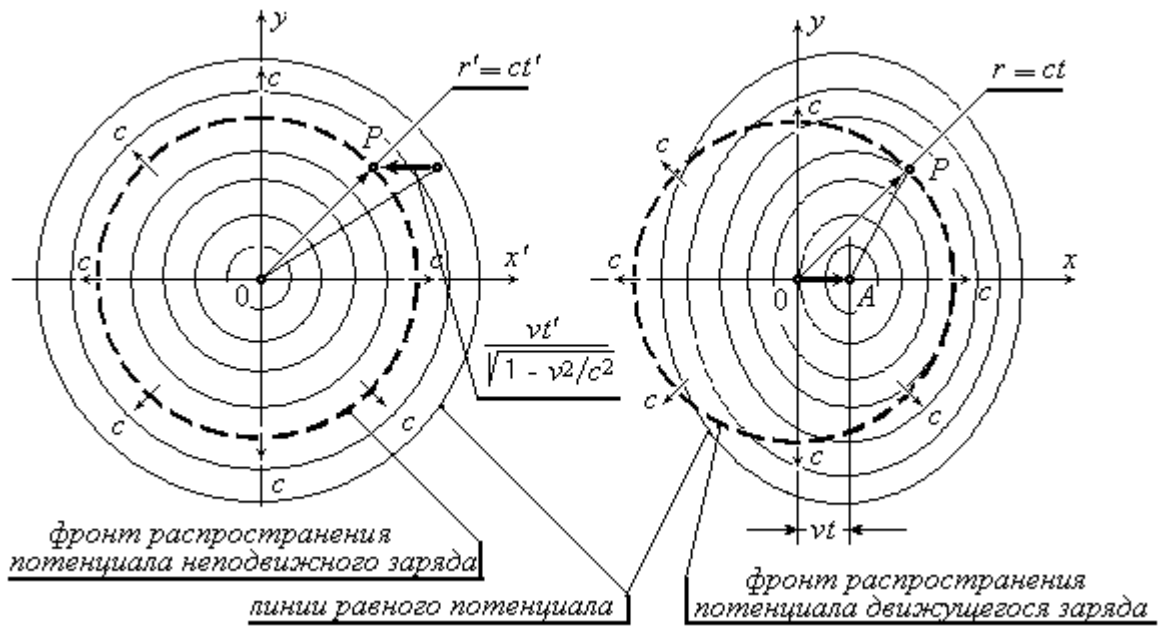 y
c
r' = ct'
P
c
c
c
0
x'
vt'
√1 - v2/c2
c
c
c
фронт распространения
потенциала неподвижного заряда
линии равного потенциала
y
c
r = ct
P
c
c
0
A
c
x
c
c
c
vt
фронт распространения
потенциала движущегося заряда